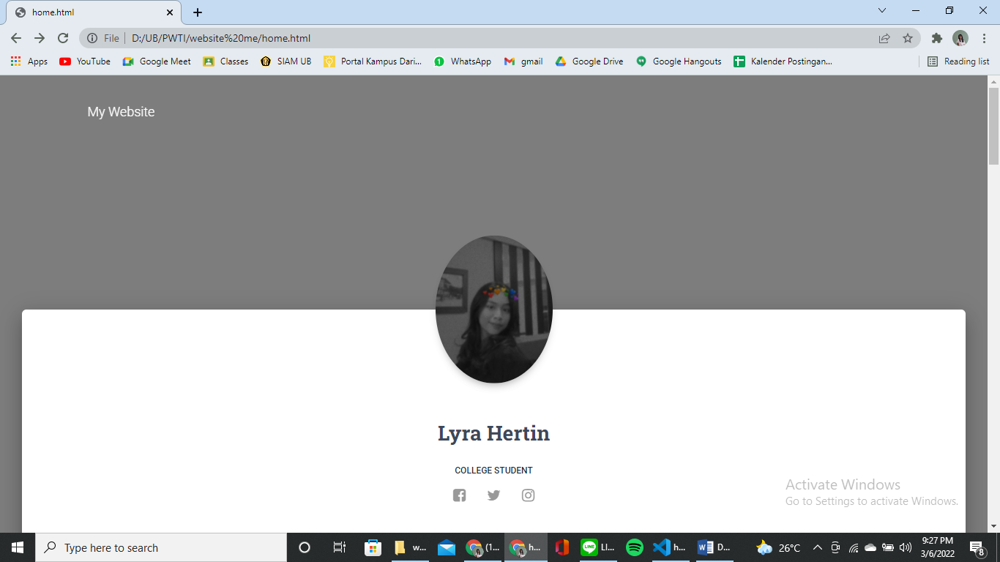 home.html
File
D:/UB/PWTI/website%20me/home.html
Apps
YouTube
Google Meet
Classes
SIAM UB
Portal Kampus Dari...
WhatsApp
gmail
Google Drive
Google Hangouts
Kalender Postingan...
Reading list
My Website
Lyra Hertin
COLLEGE STUDENT
Activate Windows
Go to Settings to activate Windows.
Type here to search
w...
(1...
h...
LI...
h...
D...
26°C
9:27 PM
3/6/2022
8